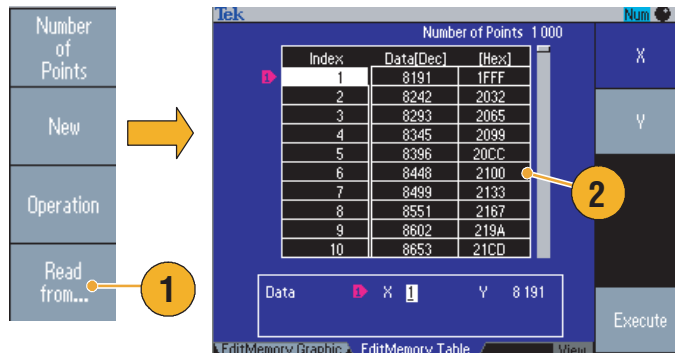 Number
of
Points
New
Operation
Read
from...
1
Tek
Num
Number of Points 1000
Index Data[Dec] [Hex]
1 1 8191 1FFF
2 8242 2032
3 8293 2065
4 8345 2099
5 8396 20CC
6 8448 2100
7 8499 2133
8 8551 2167
9 8602 219A
10 8653 21CD
2
Data 1 X 1 Y 8191
X
Y
Execute
EditMemory Graphic EditMemory Table View